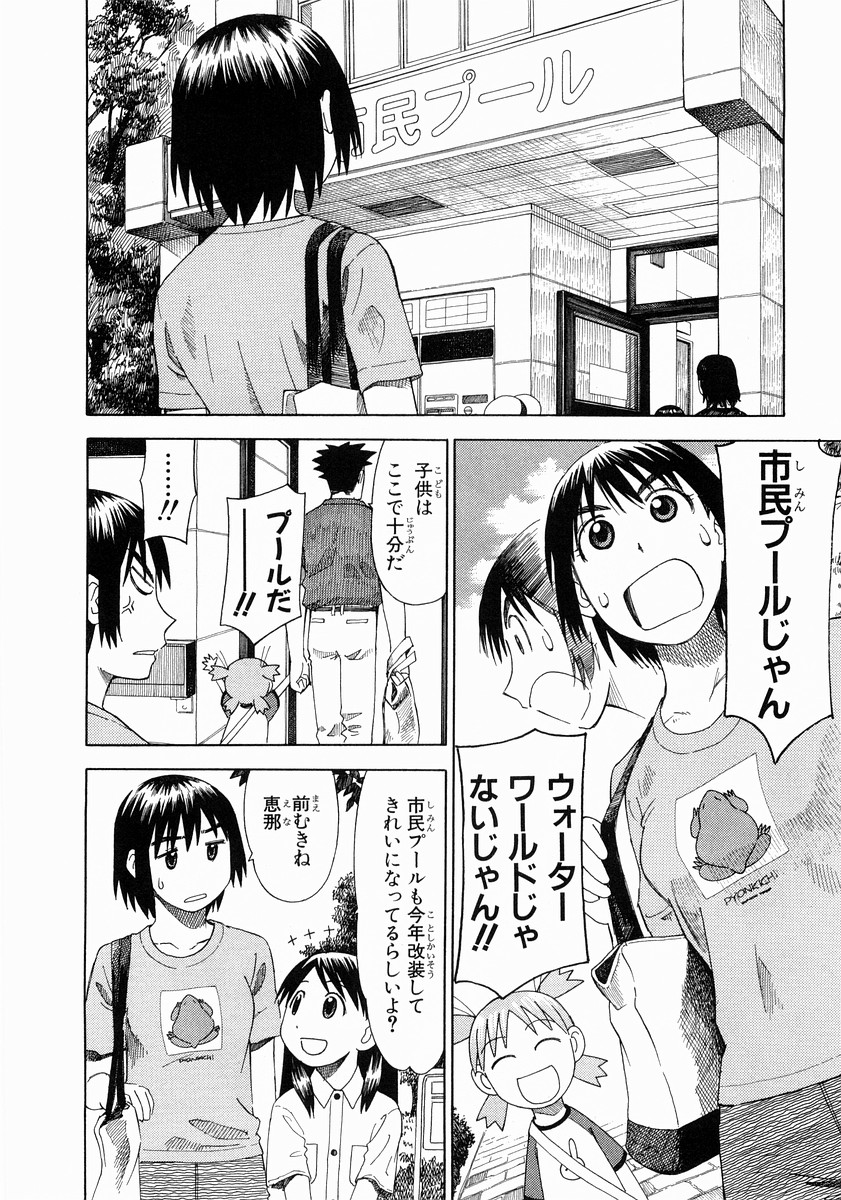 市民プール
市民プールじゃん
ウォーター
ワールドじゃ
ないじゃん!!
PYONKICHI
子供は
ここで十分だ
プールだ
――!!
……!!
市民プールも今年改装して
きれいになってるらしいよ?
前むきね
恵那
PYONKICHI